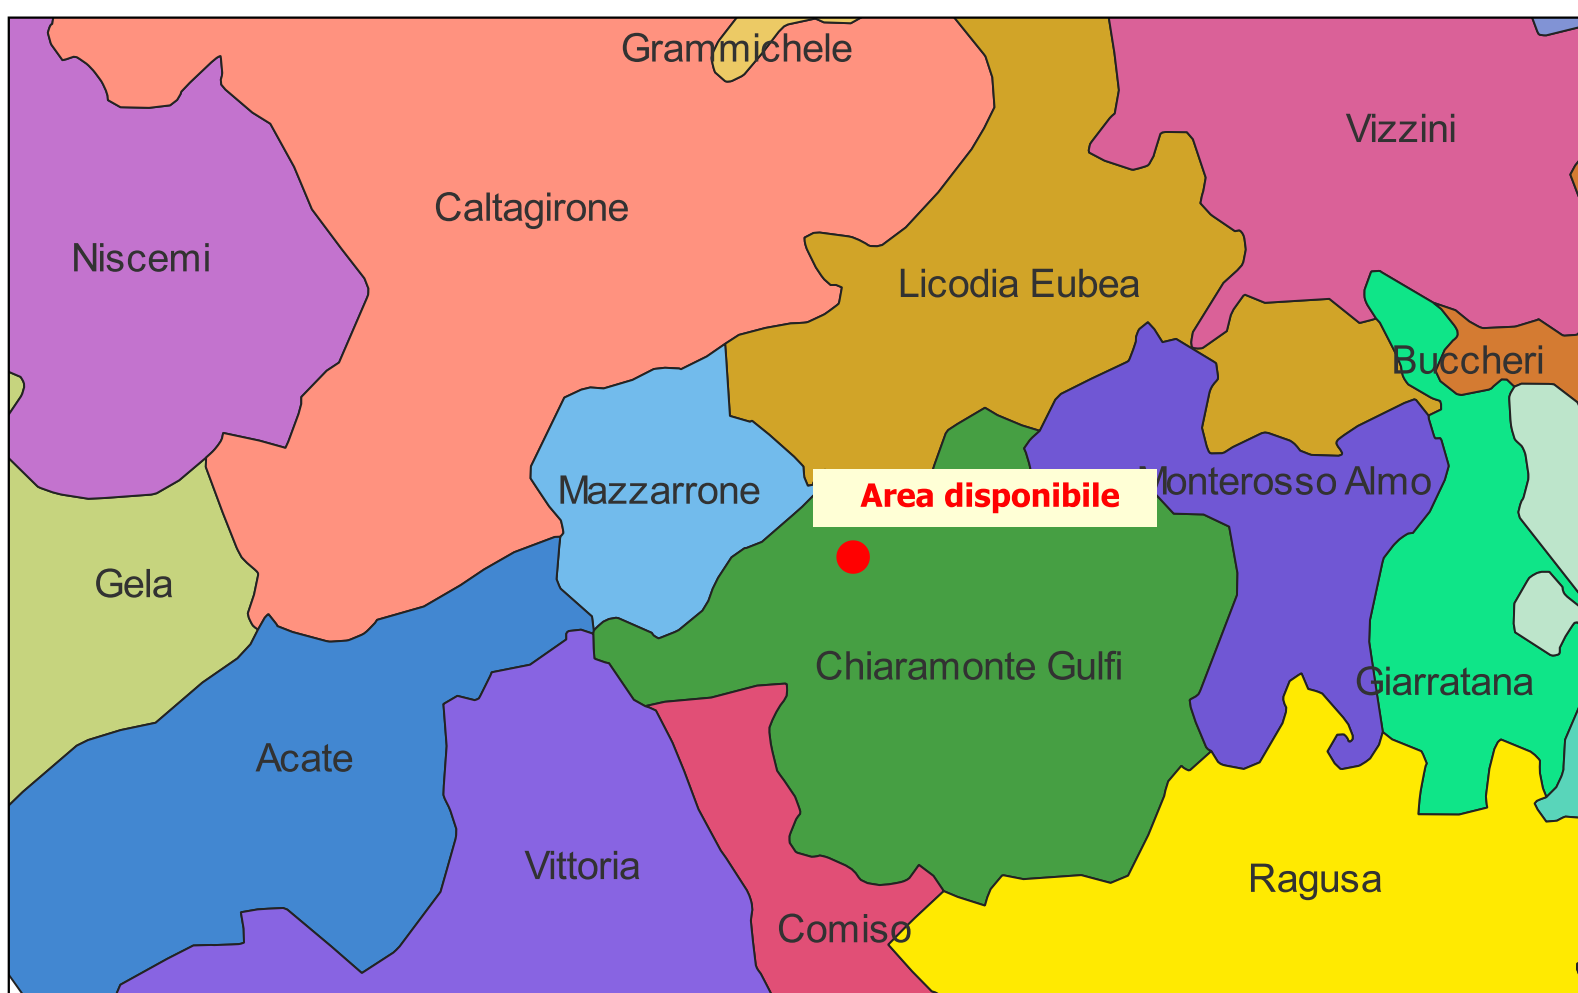 Grammichele
Vizzini
Caltagirone
Niscemi
Licodia Eubea
Buccheri
Mazzarrone
Monterosso Almo
Area disponibile
Gela
Chiaramonte Gulfi
Giarratana
Acate
Vittoria
Ragusa
Comiso